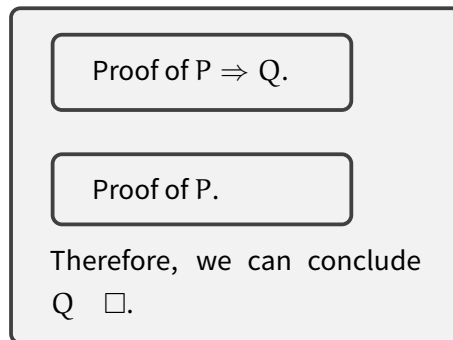 Proof of P ⇒ Q.
Proof of P.
Therefore, we can conclude
Q □.